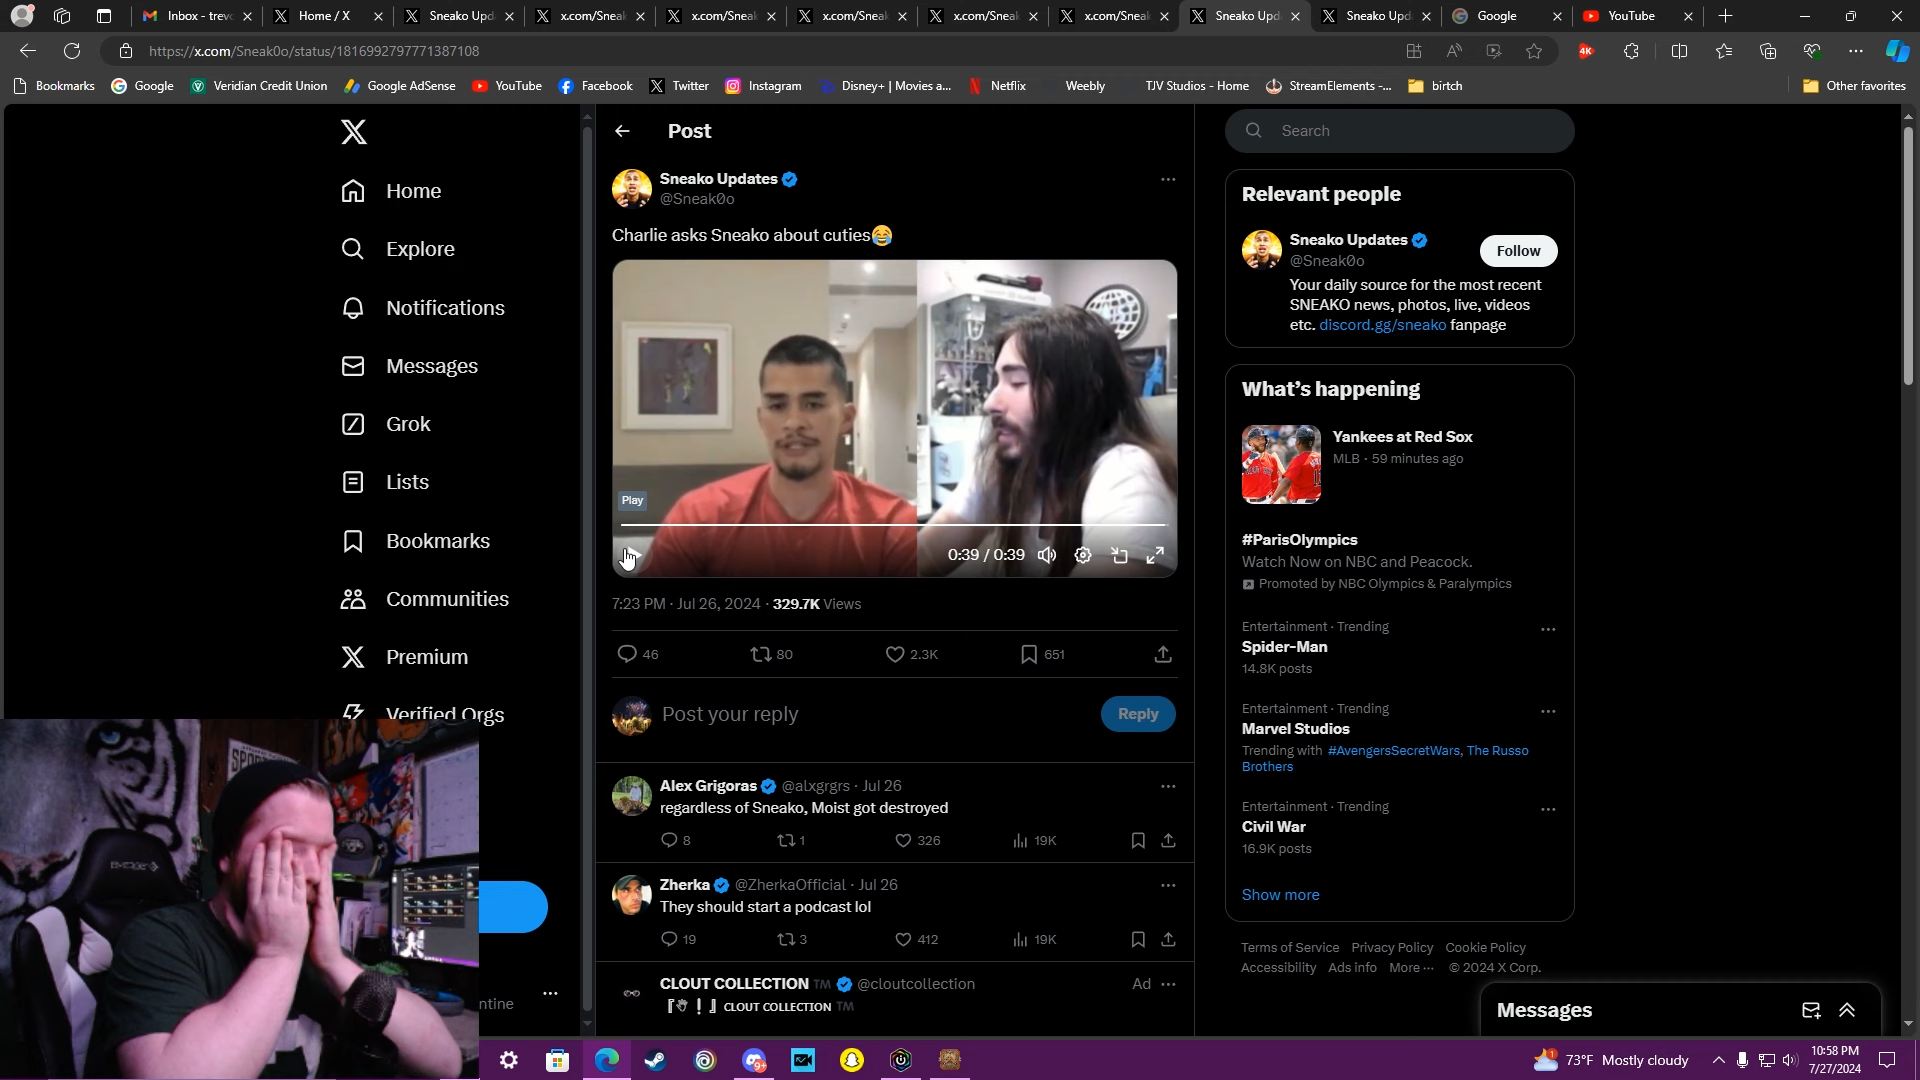 Inbox - trevo
Home / X
Sneako Upd
x.com/Sneak
x.com/Sneak
x.com/Sneak
x.com/Sneak
x.com/Sneak
Sneako Upd
Sneako Upd
Google
YouTube
https://x.com/Sneak0o/status/1816992797771387108
Bookmarks
Google
Veridian Credit Union
Google AdSense
YouTube
Facebook
Twitter
Instagram
Disney+ | Movies a...
Netflix
Weebly
TJV Studios - Home
StreamElements -...
birtch
Other favorites
Home
Explore
Notifications
Messages
Grok
Lists
Bookmarks
Communities
Premium
Verified Orgs
ntine
Post
Sneako Updates
@Sneak0o
Charlie asks Sneako about cuties😂
Play
0:39 / 0:39
7:23 PM · Jul 26, 2024 · 329.7K Views
46
80
2.3K
651
Post your reply
Reply
Alex Grigoras @alxgrgrs · Jul 26
regardless of Sneako, Moist got destroyed
8
1
326
19K
Zherka @ZherkaOfficial · Jul 26
They should start a podcast lol
19
3
412
19K
CLOUT COLLECTION ™ @cloutcollection
Ad
CLOUT COLLECTION ™
Search
Relevant people
Sneako Updates
@Sneak0o
Follow
Your daily source for the most recent
SNEAKO news, photos, live, videos
etc. discord.gg/sneako fanpage
What's happening
Yankees at Red Sox
MLB · 59 minutes ago
#ParisOlympics
Watch Now on NBC and Peacock.
Promoted by NBC Olympics & Paralympics
Entertainment · Trending
Spider-Man
14.8K posts
Entertainment · Trending
Marvel Studios
Trending with #AvengersSecretWars, The Russo
Brothers
Entertainment · Trending
Civil War
16.9K posts
Show more
Terms of Service Privacy Policy Cookie Policy
Accessibility Ads info More ··· © 2024 X Corp.
Messages
9+
1
73°F Mostly cloudy
10:58 PM
7/27/2024